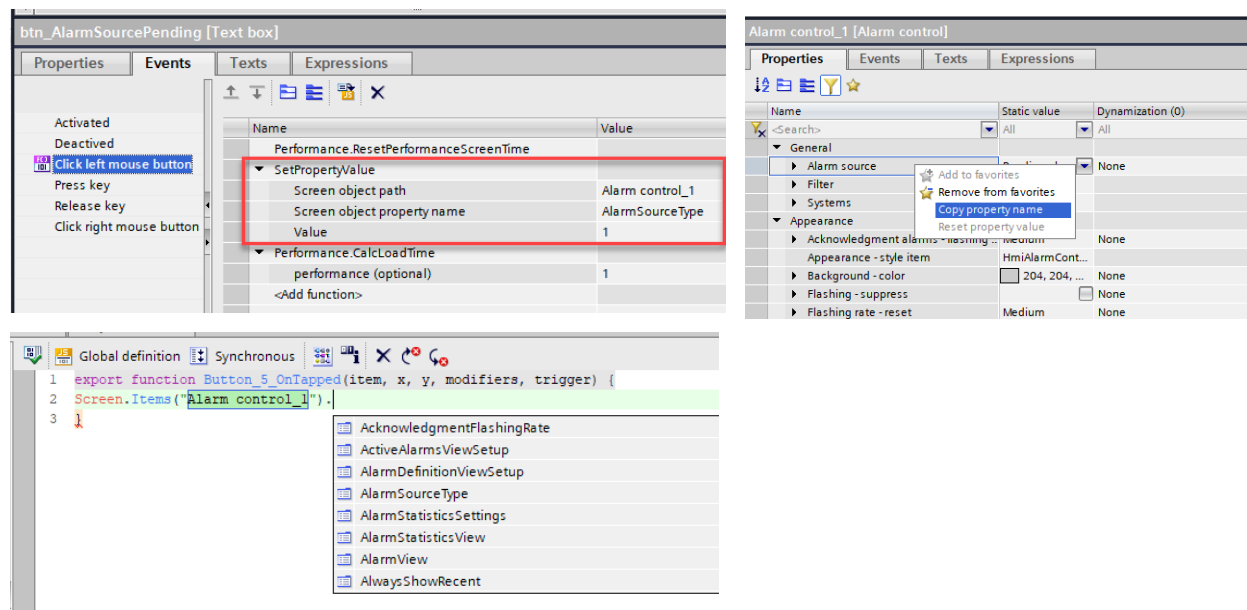 btn_AlarmSourcePending [Text box]
Properties
Events
Texts
Expressions
Activated
Deactived
Click left mouse button
Press key
Release key
Click right mouse button
Name Value
Performance.ResetPerformanceScreenTime
SetPropertyValue
Screen object path Alarm control_1
Screen object property name AlarmSourceType
Value 1
Performance.CalcLoadTime
performance (optional) 1
<Add function>
Alarm control_1 [Alarm control]
Properties
Events
Texts
Expressions
Name Static value Dynamization (0)
<Search> All All
General
Alarm source None
Filter
Systems
Appearance
Acknowledgment alarms - flashing .. Medium None
Appearance - style item HmiAlarmCont...
Background - color 204, 204, ... None
Flashing - suppress None
Flashing rate - reset Medium None
Add to favorites
Remove from favorites
Copy property name
Reset property value
Global definition Synchronous
1 export function Button_5_OnTapped(item, x, y, modifiers, trigger) {
2 Screen.Items("Alarm control_1").
3 }
AcknowledgmentFlashingRate
ActiveAlarmsViewSetup
AlarmDefinitionViewSetup
AlarmSourceType
AlarmStatisticsSettings
AlarmStatisticsView
AlarmView
AlwaysShowRecent